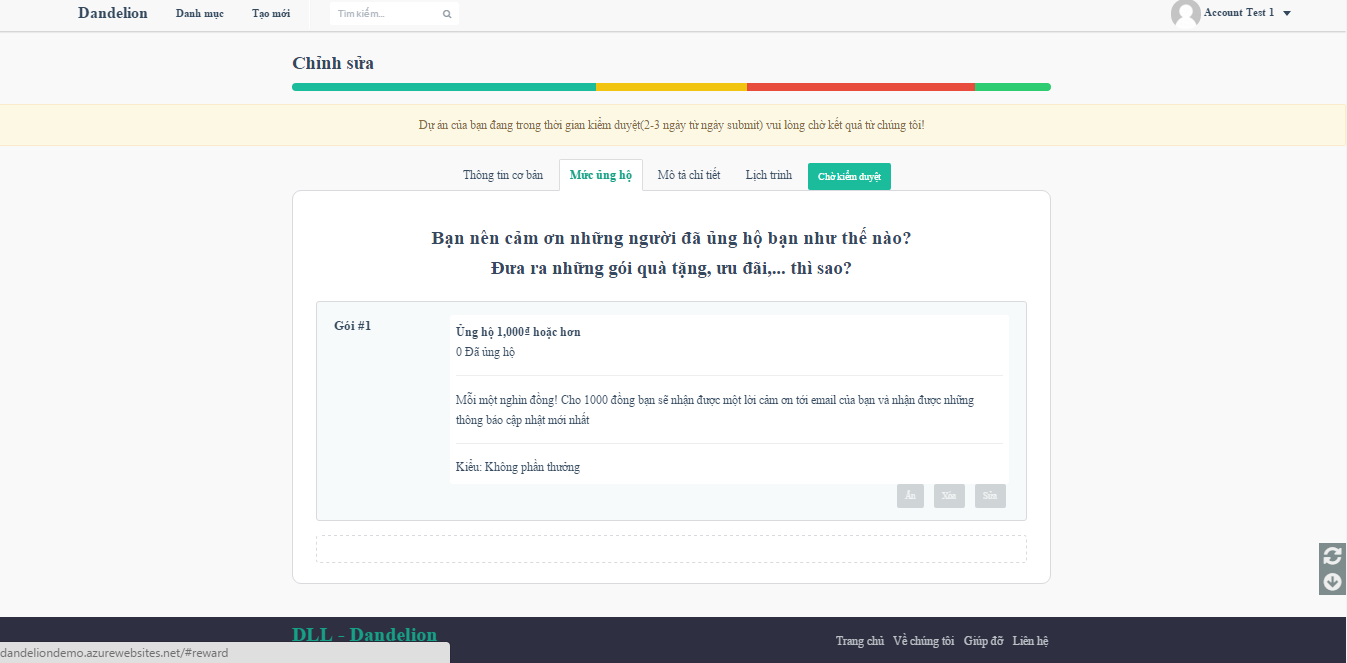 Dandelion Danh mục Tạo mới Tìm kiếm... Account Test 1
Chỉnh sửa
Dự án của bạn đang trong thời gian kiểm duyệt(2-3 ngày từ ngày submit) vui lòng chờ kết quả từ chúng tôi!
Thông tin cơ bản Mức ủng hộ Mô tả chi tiết Lịch trình Chờ kiểm duyệt
Bạn nên cảm ơn những người đã ủng hộ bạn như thế nào?
Đưa ra những gói quà tặng, ưu đãi,... thì sao?
Gói #1
Ủng hộ 1,000₫ hoặc hơn
0 Đã ủng hộ
Mỗi một nghìn đồng! Cho 1000 đồng bạn sẽ nhận được một lời cảm ơn tới email của bạn và nhận được những
thông báo cập nhật mới nhất
Kiểu: Không phần thưởng
Ẩn Xóa Sửa
DLL - Dandelion
Trang chủ Về chúng tôi Giúp đỡ Liên hệ
dandeliondemo.azurewebsites.net/#reward